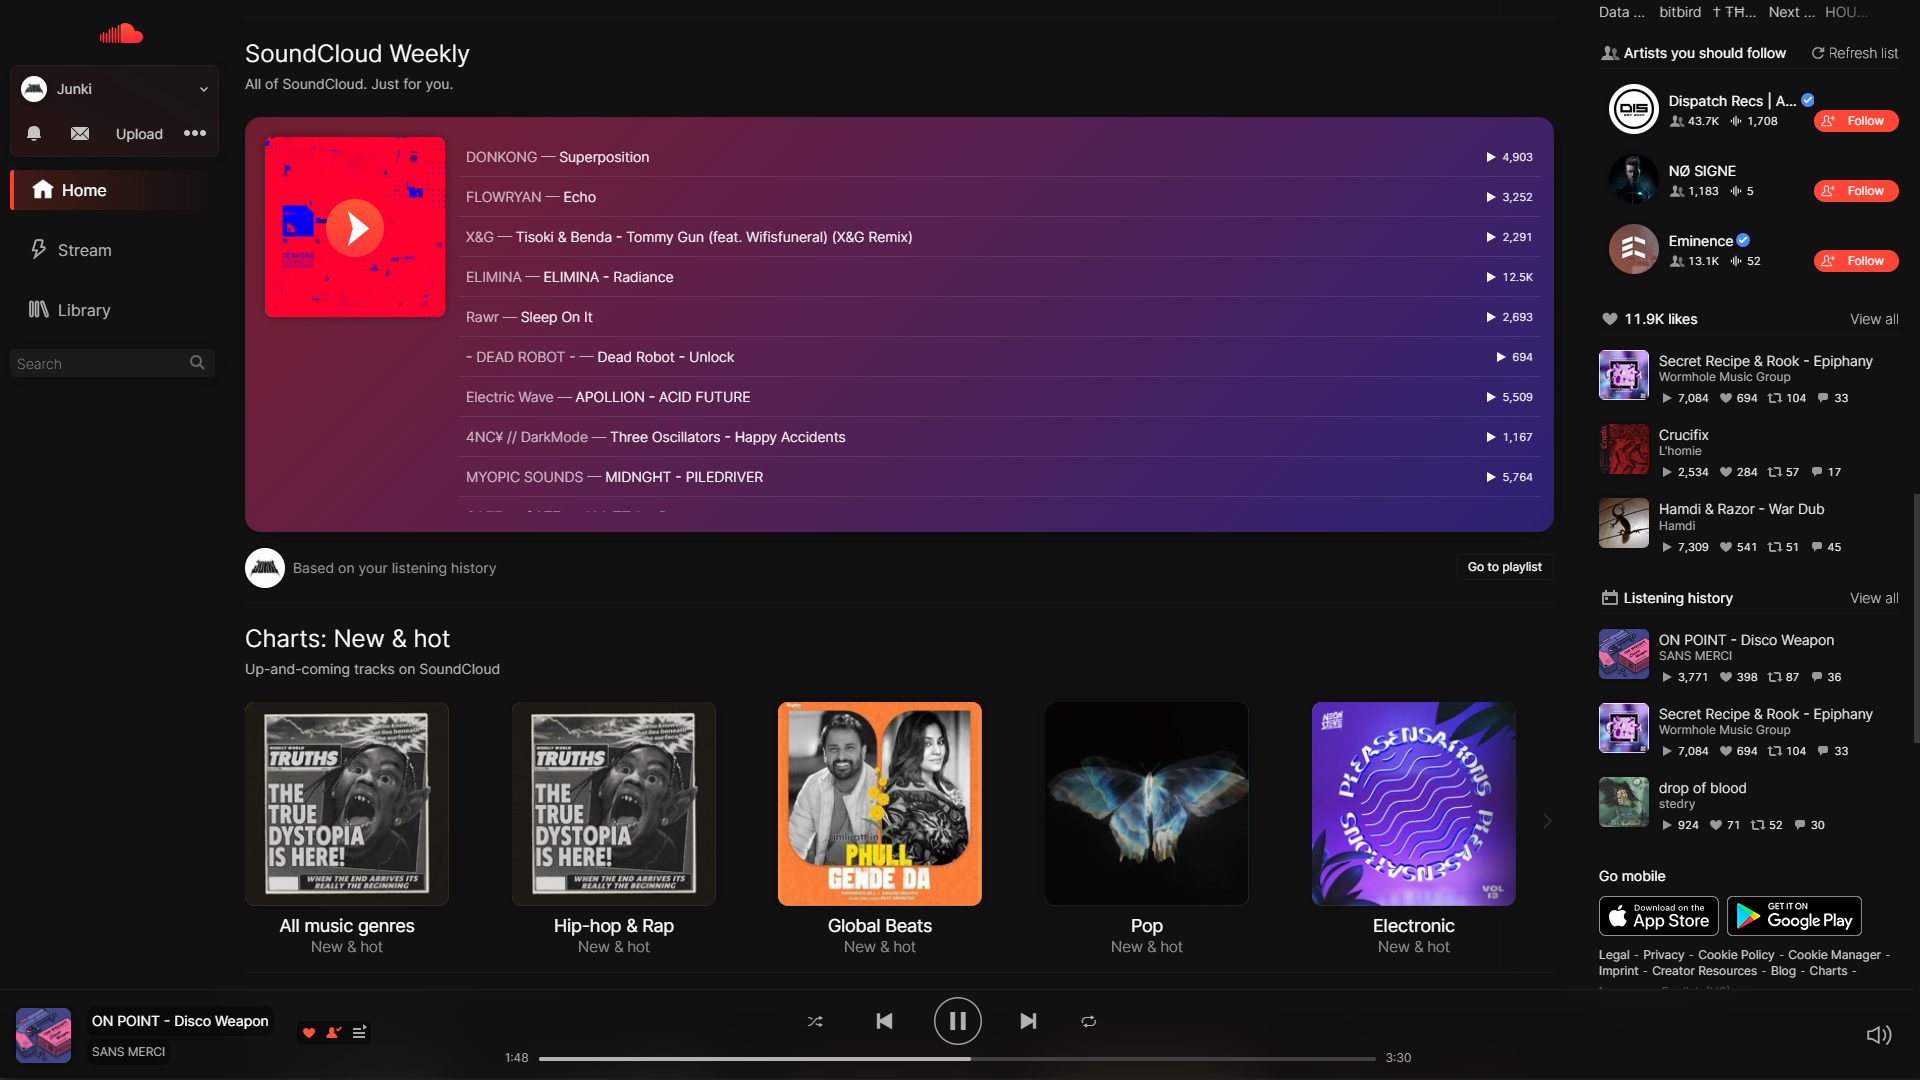 Junki
Upload
Home
Stream
Library
Search
SoundCloud Weekly
All of SoundCloud. Just for you.
DONKONG — Superposition 4,903
FLOWRYAN — Echo 3,252
X&G — Tisoki & Benda - Tommy Gun (feat. Wifisfuneral) (X&G Remix) 2,291
ELIMINA — ELIMINA - Radiance 12.5K
Rawr — Sleep On It 2,693
- DEAD ROBOT - — Dead Robot - Unlock 694
Electric Wave — APOLLION - ACID FUTURE 5,509
4NC¥ // DarkMode — Three Oscillators - Happy Accidents 1,167
MYOPIC SOUNDS — MIDNGHT - PILEDRIVER 5,764
JUNKI
Based on your listening history
Go to playlist
Charts: New & hot
Up-and-coming tracks on SoundCloud
WEEKLY WORLD
TRUTHS
THE
TRUE
DYSTOPIA
IS HERE!
WHEN THE END ARRIVES ITS
REALLY THE BEGINNING
All music genres
New & hot
WEEKLY WORLD
TRUTHS
THE
TRUE
DYSTOPIA
IS HERE!
WHEN THE END ARRIVES ITS
REALLY THE BEGINNING
Hip-hop & Rap
New & hot
PHULL
GENDE DA
Global Beats
New & hot
Pop
New & hot
NEON
STEVE
PLEASENSATIONS
PLEASENSATIONS
VOL
13
Electronic
New & hot
Data ... bitbird † ŦĦ... Next ... HOU...
Artists you should follow Refresh list
DIS
Dispatch Recs | A...
43.7K 1,708 Follow
NØ SIGNE
1,183 5 Follow
Eminence
13.1K 52 Follow
11.9K likes View all
Secret Recipe & Rook - Epiphany
Wormhole Music Group
7,084 694 104 33
Crucifix
L'homie
2,534 284 57 17
Hamdi & Razor - War Dub
Hamdi
7,309 541 51 45
Listening history View all
ON POINT - Disco Weapon
SANS MERCI
3,771 398 87 36
Secret Recipe & Rook - Epiphany
Wormhole Music Group
7,084 694 104 33
drop of blood
stedry
924 71 52 30
Go mobile
Download on the
App Store
GET IT ON
Google Play
Legal - Privacy - Cookie Policy - Cookie Manager -
Imprint - Creator Resources - Blog - Charts -
ON POINT - Disco Weapon
SANS MERCI
1:48
3:30